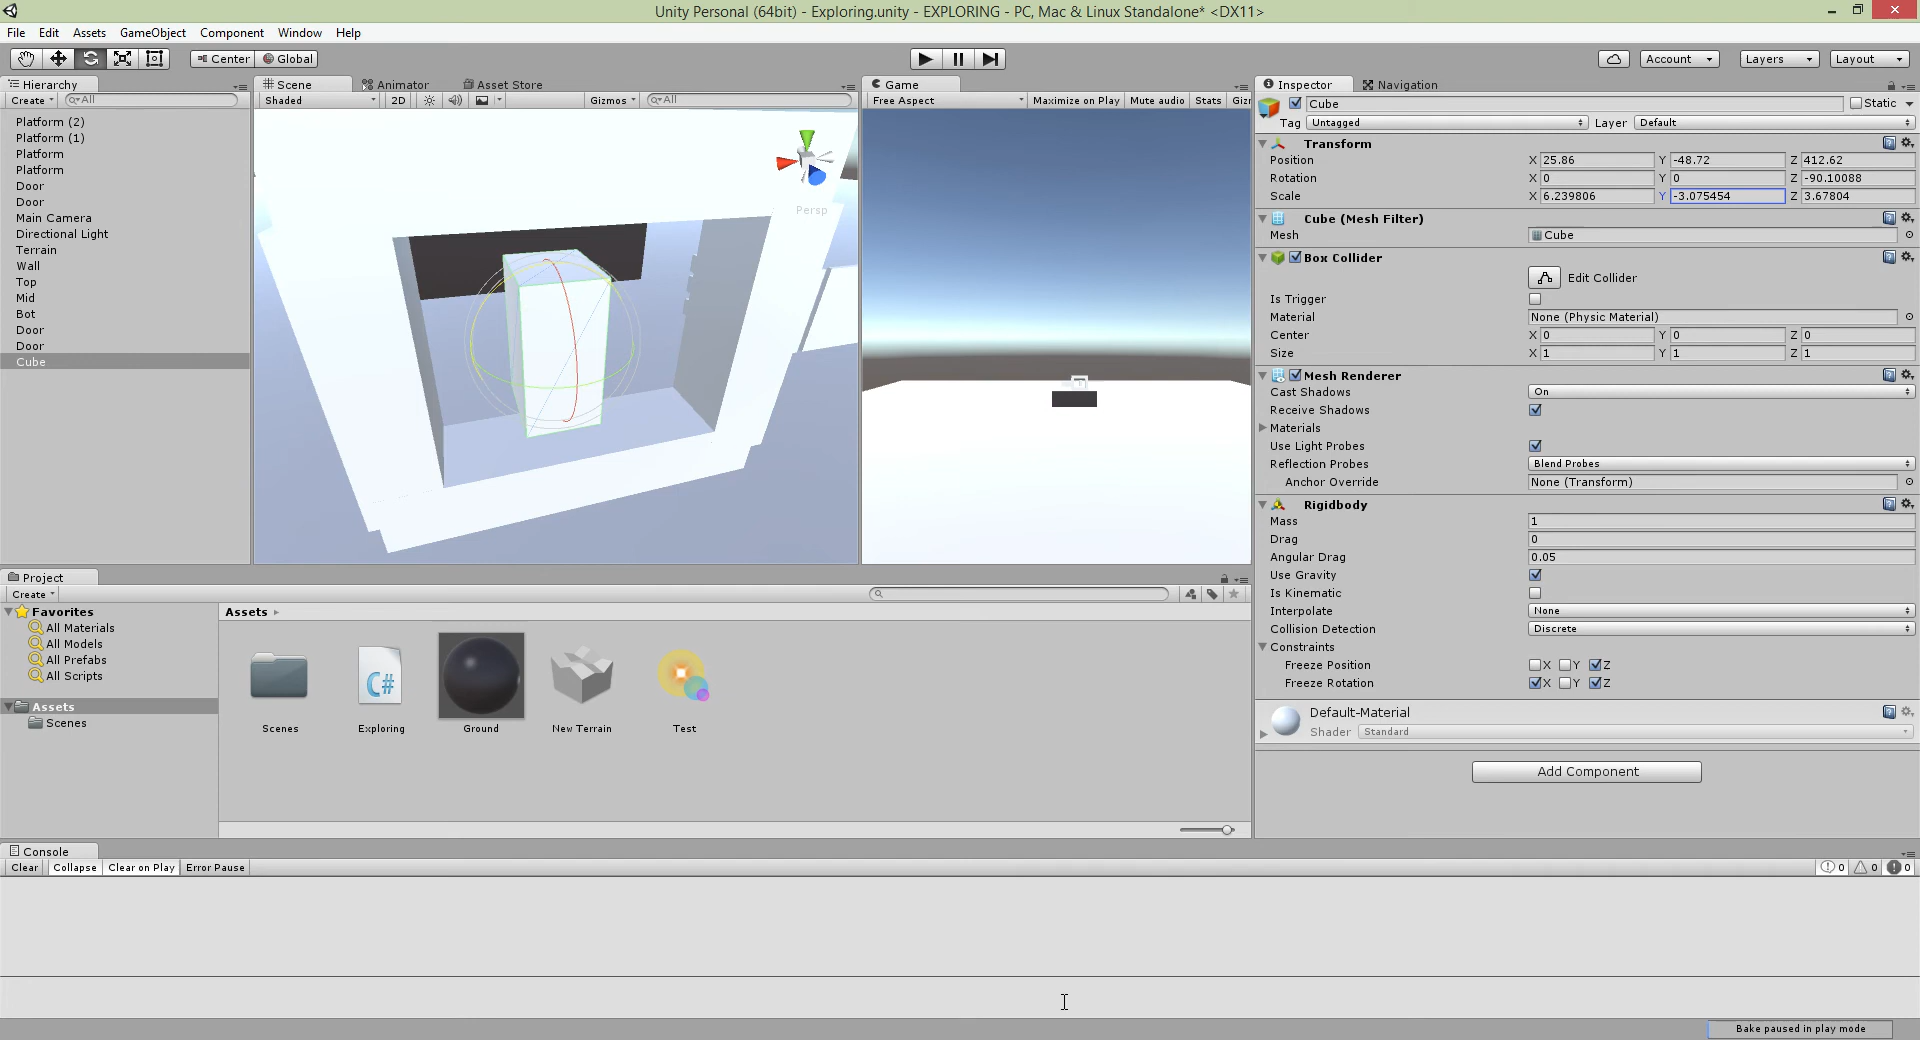 Unity Personal (64bit) - Exploring.unity - EXPLORING - PC, Mac & Linux Standalone* <DX11>
File Edit Assets GameObject Component Window Help
Center Global Account Layers Layout
Hierarchy
Create All
Platform (2)
Platform (1)
Platform
Platform
Door
Door
Main Camera
Directional Light
Terrain
Wall
Top
Mid
Bot
Door
Door
Cube
Scene Animator Asset Store
Shaded 2D Gizmos All
Persp
Game
Free Aspect Maximize on Play Mute audio Stats Giz
Inspector Navigation
Cube Static
Tag Untagged Layer Default
Transform
Position X 25.86 Y -48.72 Z 412.62
Rotation X 0 Y 0 Z -90.10088
Scale X 6.239806 Y -3.075454 Z 3.67804
Cube (Mesh Filter)
Mesh Cube
Box Collider
Edit Collider
Is Trigger
Material None (Physic Material)
Center X 0 Y 0 Z 0
Size X 1 Y 1 Z 1
Mesh Renderer
Cast Shadows On
Receive Shadows
Materials
Use Light Probes
Reflection Probes Blend Probes
Anchor Override None (Transform)
Rigidbody
Mass 1
Drag 0
Angular Drag 0.05
Use Gravity
Is Kinematic
Interpolate None
Collision Detection Discrete
Constraints
Freeze Position X Y Z
Freeze Rotation X Y Z
Default-Material
Shader Standard
Add Component
Project
Create
Favorites
All Materials
All Models
All Prefabs
All Scripts
Assets
Scenes
Assets
C#
Scenes Exploring Ground New Terrain Test
Console
Clear Collapse Clear on Play Error Pause 0 0 0
Bake paused in play mode